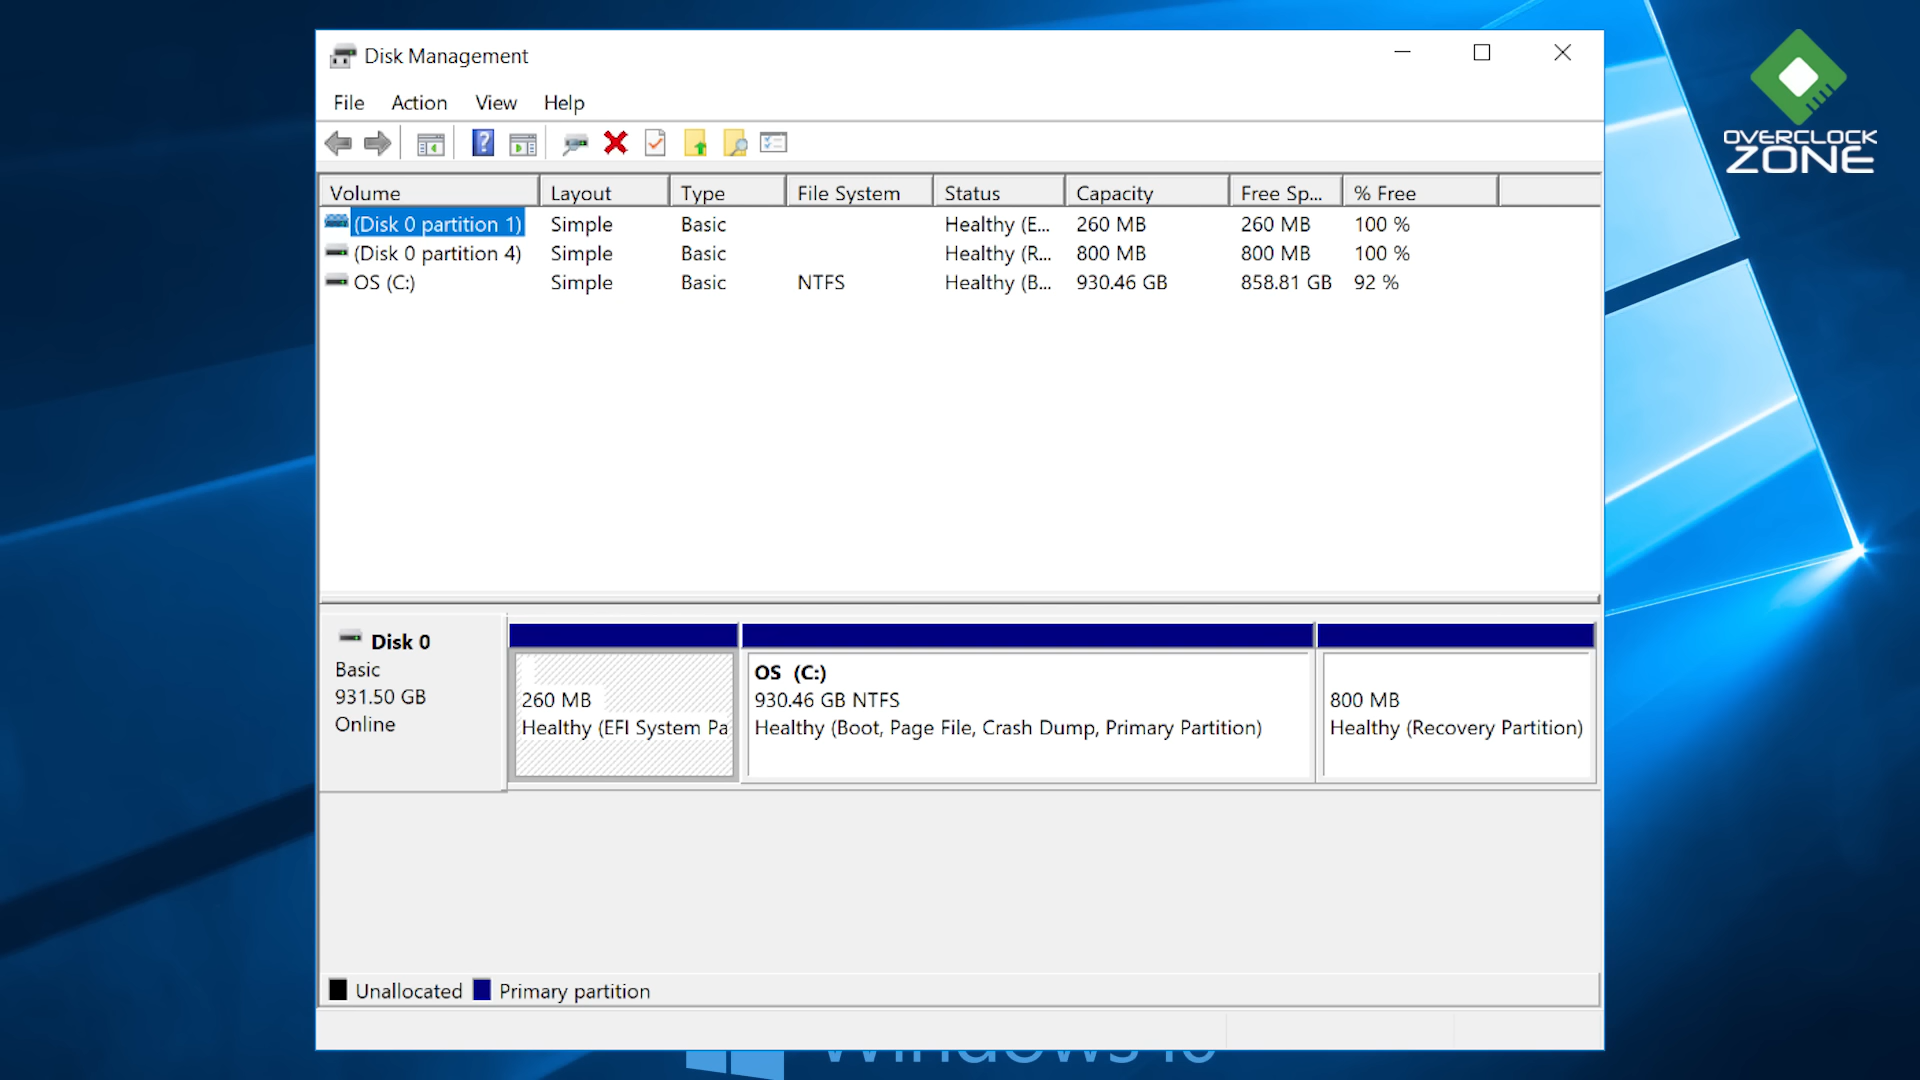 Disk Management
File Action View Help
OVERCLOCK
ZONE
Volume Layout Type File System Status Capacity Free Sp... % Free
(Disk 0 partition 1) Simple Basic Healthy (E... 260 MB 260 MB 100 %
(Disk 0 partition 4) Simple Basic Healthy (R... 800 MB 800 MB 100 %
OS (C:) Simple Basic NTFS Healthy (B... 930.46 GB 858.81 GB 92 %
Disk 0
Basic
931.50 GB
Online
260 MB
Healthy (EFI System Pa
OS (C:)
930.46 GB NTFS
Healthy (Boot, Page File, Crash Dump, Primary Partition)
800 MB
Healthy (Recovery Partition)
Unallocated Primary partition
Windows 10